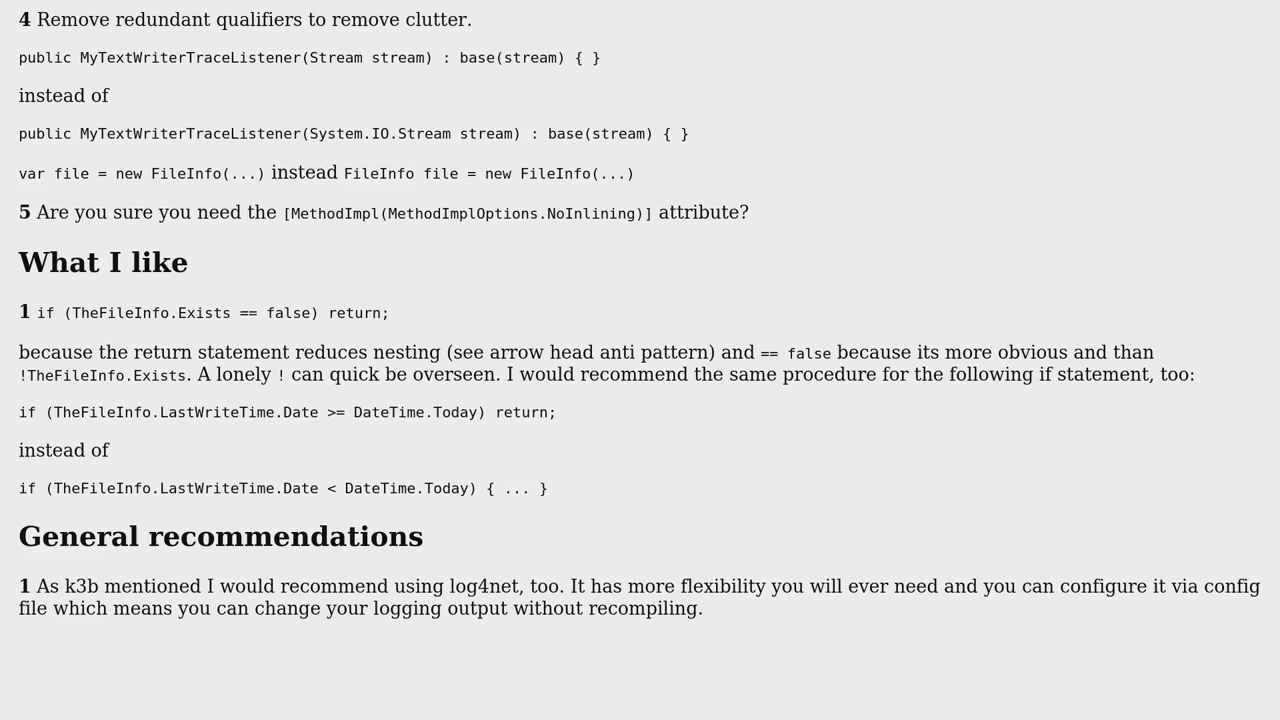 4 Remove redundant qualifiers to remove clutter.
public MyTextWriterTraceListener(Stream stream) : base(stream) { }
instead of
public MyTextWriterTraceListener(System.IO.Stream stream) : base(stream) { }
var file = new FileInfo(...) instead FileInfo file = new FileInfo(...)
5 Are you sure you need the [MethodImpl(MethodImplOptions.NoInlining)] attribute?
What I like
1 if (TheFileInfo.Exists == false) return;
because the return statement reduces nesting (see arrow head anti pattern) and == false because its more obvious and than
!TheFileInfo.Exists. A lonely ! can quick be overseen. I would recommend the same procedure for the following if statement, too:
if (TheFileInfo.LastWriteTime.Date >= DateTime.Today) return;
instead of
if (TheFileInfo.LastWriteTime.Date < DateTime.Today) { ... }
General recommendations
1 As k3b mentioned I would recommend using log4net, too. It has more flexibility you will ever need and you can configure it via config
file which means you can change your logging output without recompiling.